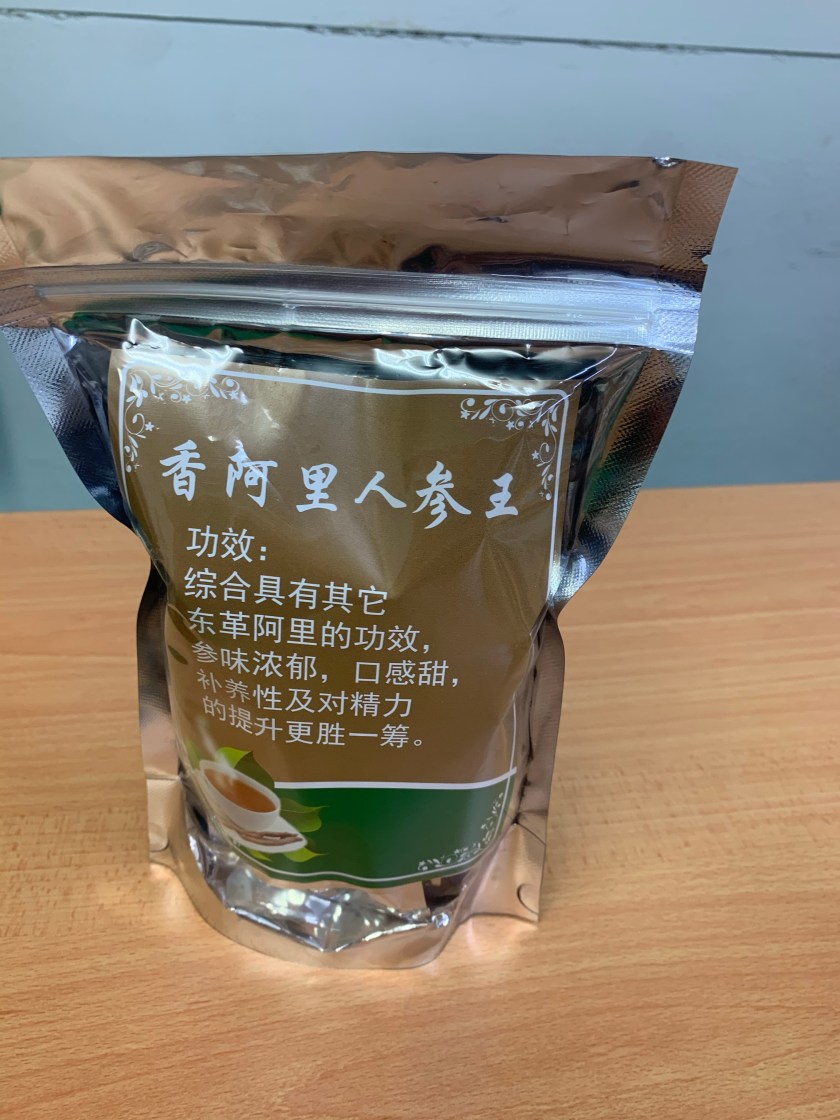 香阿里人参王
功效：
综合具有其它
东革阿里的功效，
参味浓郁，口感甜，
补养性及对精力
的提升更胜一筹。